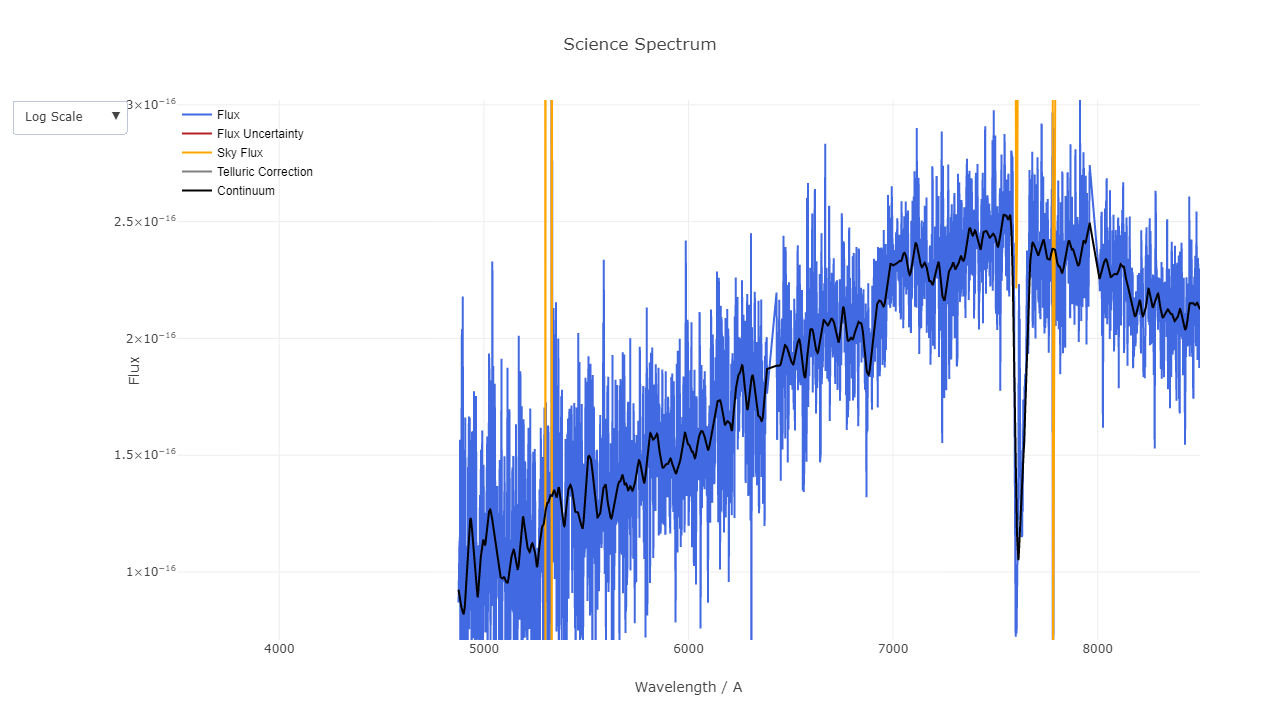 Science Spectrum
Log Scale ▼
Flux
Flux Uncertainty
Sky Flux
Telluric Correction
Continuum
3×10⁻¹⁶
2.5×10⁻¹⁶
2×10⁻¹⁶
1.5×10⁻¹⁶
1×10⁻¹⁶
Flux
4000 5000 6000 7000 8000
Wavelength / A